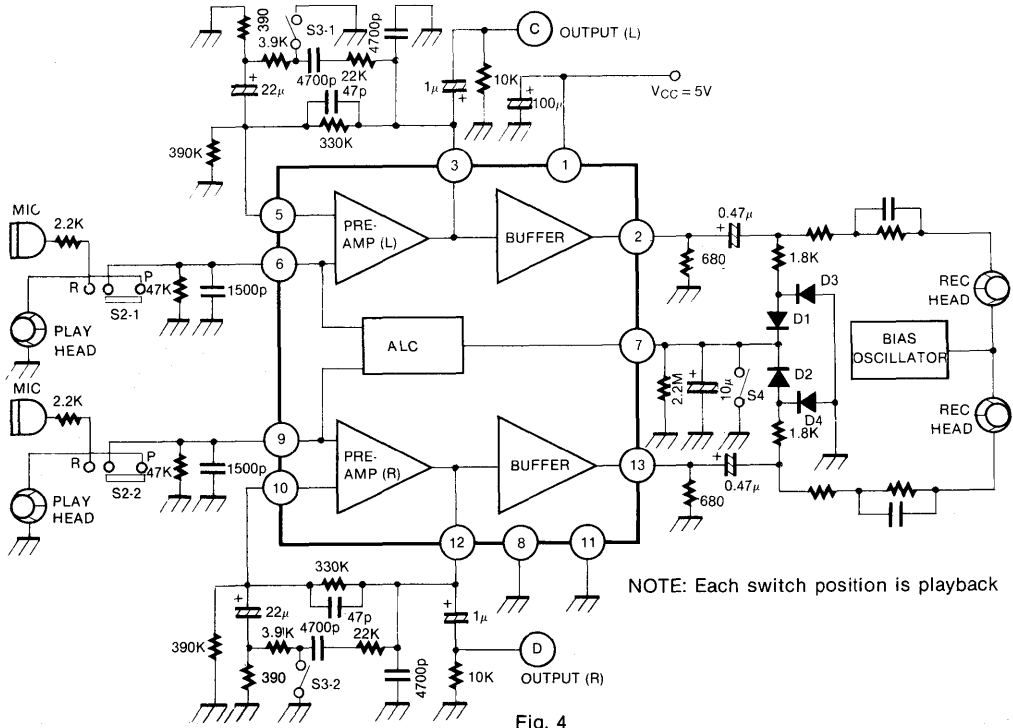 390
S3-1
4700p
C
OUTPUT (L)
3.9K
4700p
22K
47p
1µ
+
10K
+
100µ
VCC = 5V
+
22µ
330K
390K
3
1
MIC
2.2K
5
PRE-
AMP (L)
BUFFER
2
0.47µ
+
680
1.8K
D3
REC
HEAD
6
R
P
S2-1
47K
1500p
PLAY
HEAD
D1
ALC
7
BIAS
OSCILLATOR
2.2M
+
10µ
S4
D2
D4
1.8K
REC
HEAD
MIC
2.2K
9
R
P
S2-2
47K
1500p
PLAY
HEAD
PRE-
AMP (R)
BUFFER
13
+
0.47µ
680
10
12
8
11
NOTE: Each switch position is playback
330K
47p
+
22µ
4700p
3.9K
22K
+
1µ
390K
390
S3-2
4700p
10K
D
OUTPUT (R)
Fig. 4